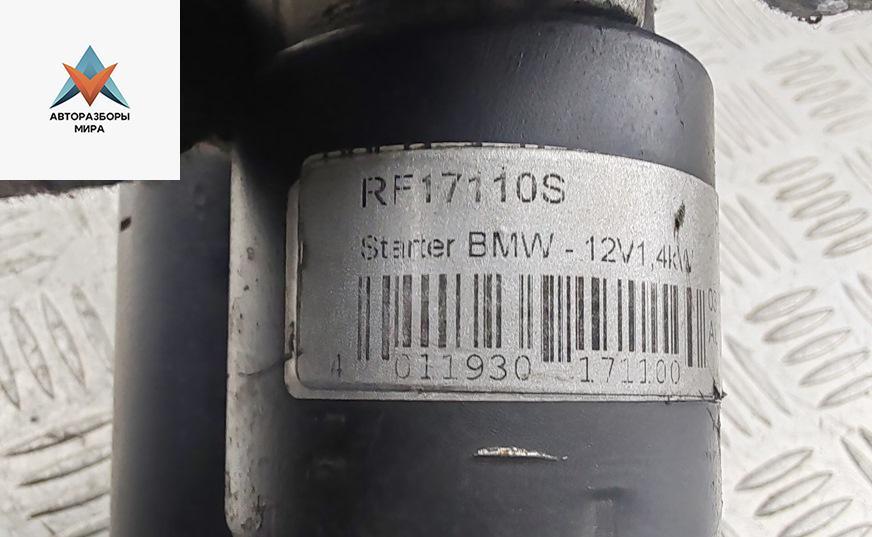 АВТОРАЗБОРЫ
МИРА
RF17110S
Starter BMW - 12V1,4kW
4 011930 171100